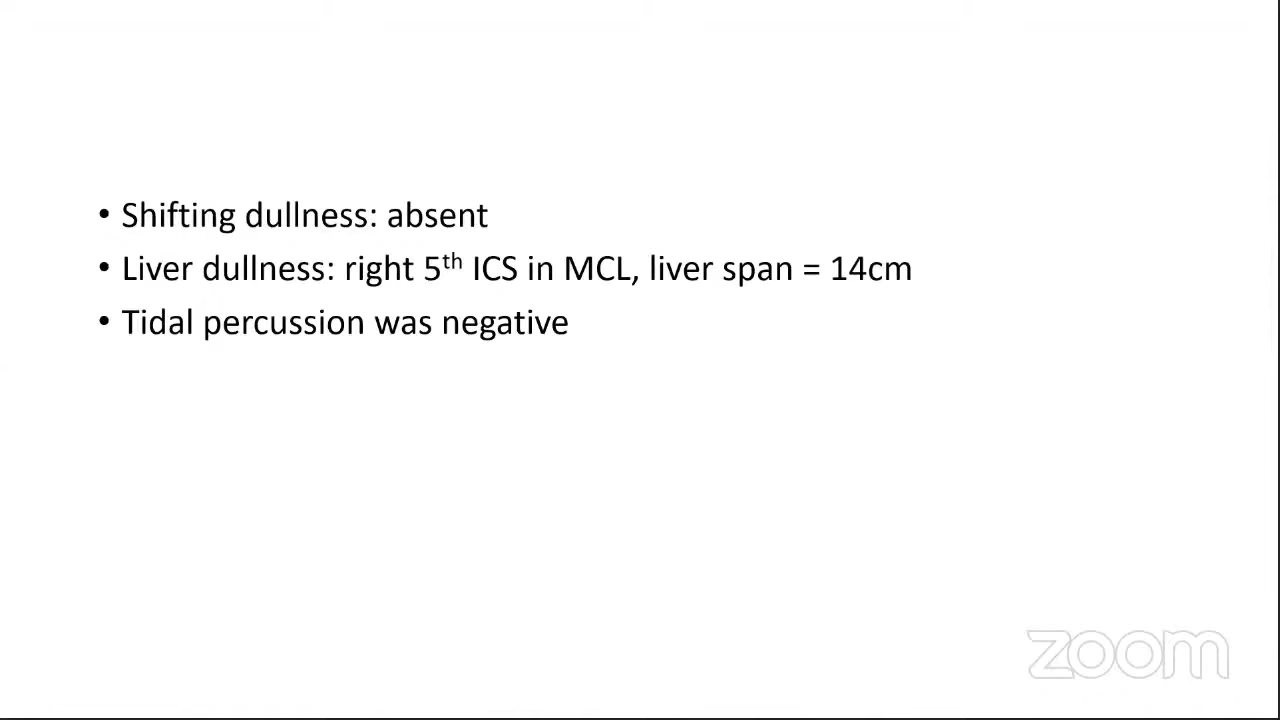 • Shifting dullness: absent
• Liver dullness: right 5th ICS in MCL, liver span = 14cm
• Tidal percussion was negative
zoom